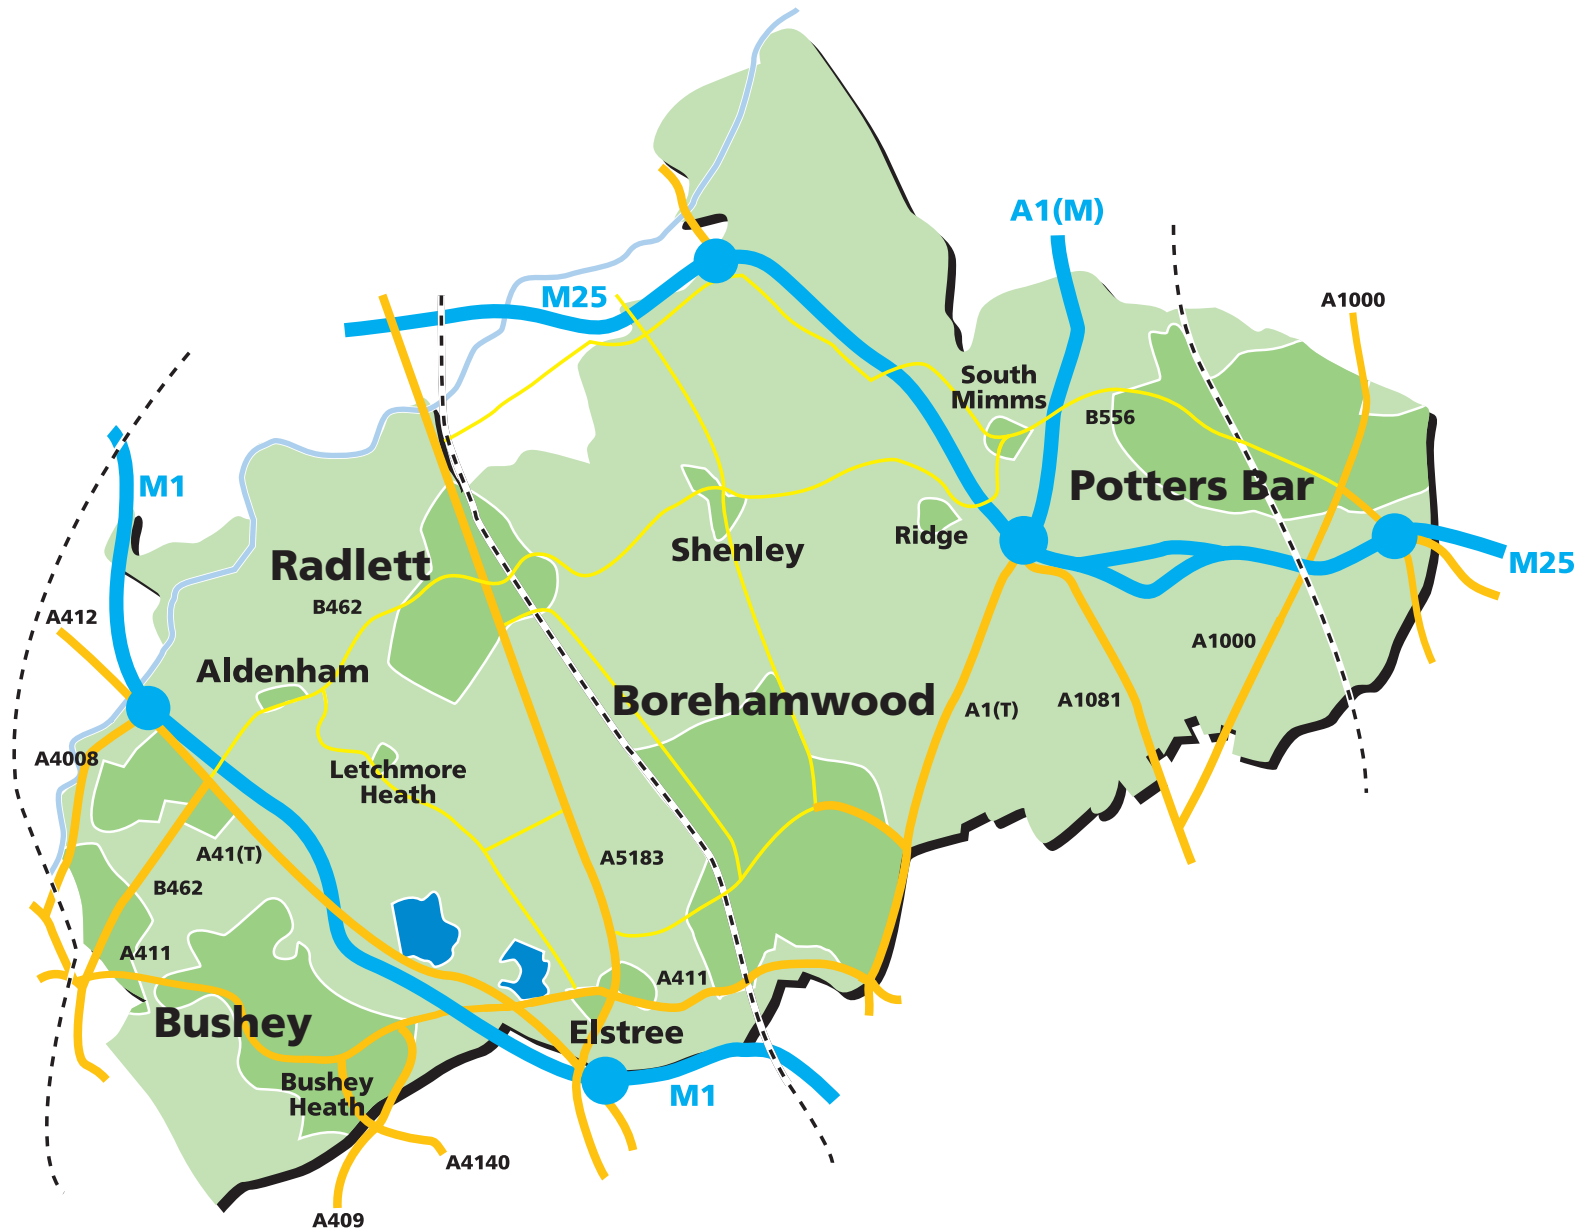 A1(M)
M25
A1000
South
Mimms
B556
M1
Potters Bar
Ridge
Shenley
Radlett
M25
B462
A412
A1000
Aldenham
Borehamwood
A1(T)
A1081
A4008
Letchmore
Heath
A41(T)
A5183
B462
A411
A411
Bushey
Elstree
Bushey
Heath
M1
A4140
A409